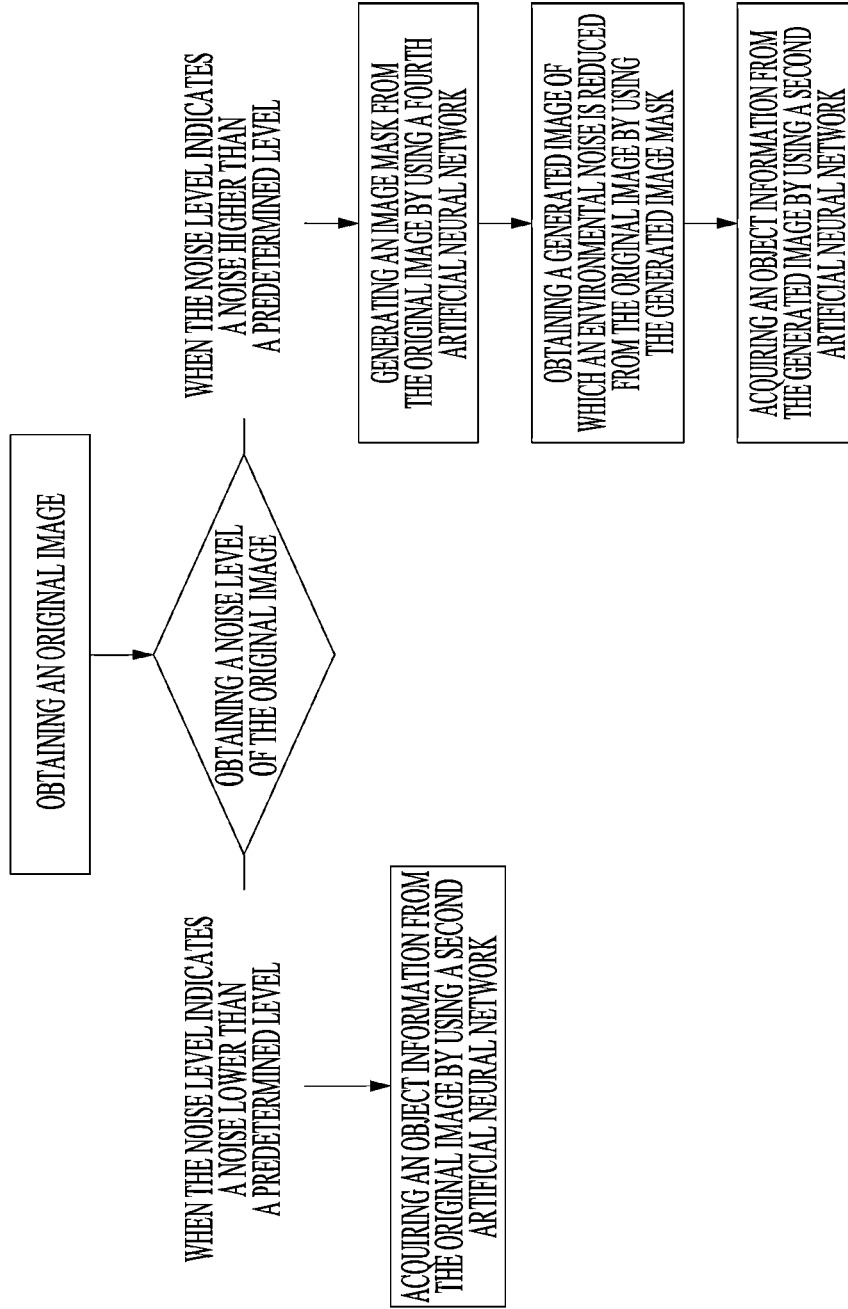 OBTAINING AN ORIGINAL IMAGE
OBTAINING A NOISE LEVEL
OF THE ORIGINAL IMAGE
WHEN THE NOISE LEVEL INDICATES
A NOISE LOWER THAN
A PREDETERMINED LEVEL
ACQUIRING AN OBJECT INFORMATION FROM
THE ORIGINAL IMAGE BY USING A SECOND
ARTIFICIAL NEURAL NETWORK
WHEN THE NOISE LEVEL INDICATES
A NOISE HIGHER THAN
A PREDETERMINED LEVEL
GENERATING AN IMAGE MASK FROM
THE ORIGINAL IMAGE BY USING A FOURTH
ARTIFICIAL NEURAL NETWORK
OBTAINING A GENERATED IMAGE OF
WHICH AN ENVIRONMENTAL NOISE IS REDUCED
FROM THE ORIGINAL IMAGE BY USING
THE GENERATED IMAGE MASK
ACQUIRING AN OBJECT INFORMATION FROM
THE GENERATED IMAGE BY USING A SECOND
ARTIFICIAL NEURAL NETWORK